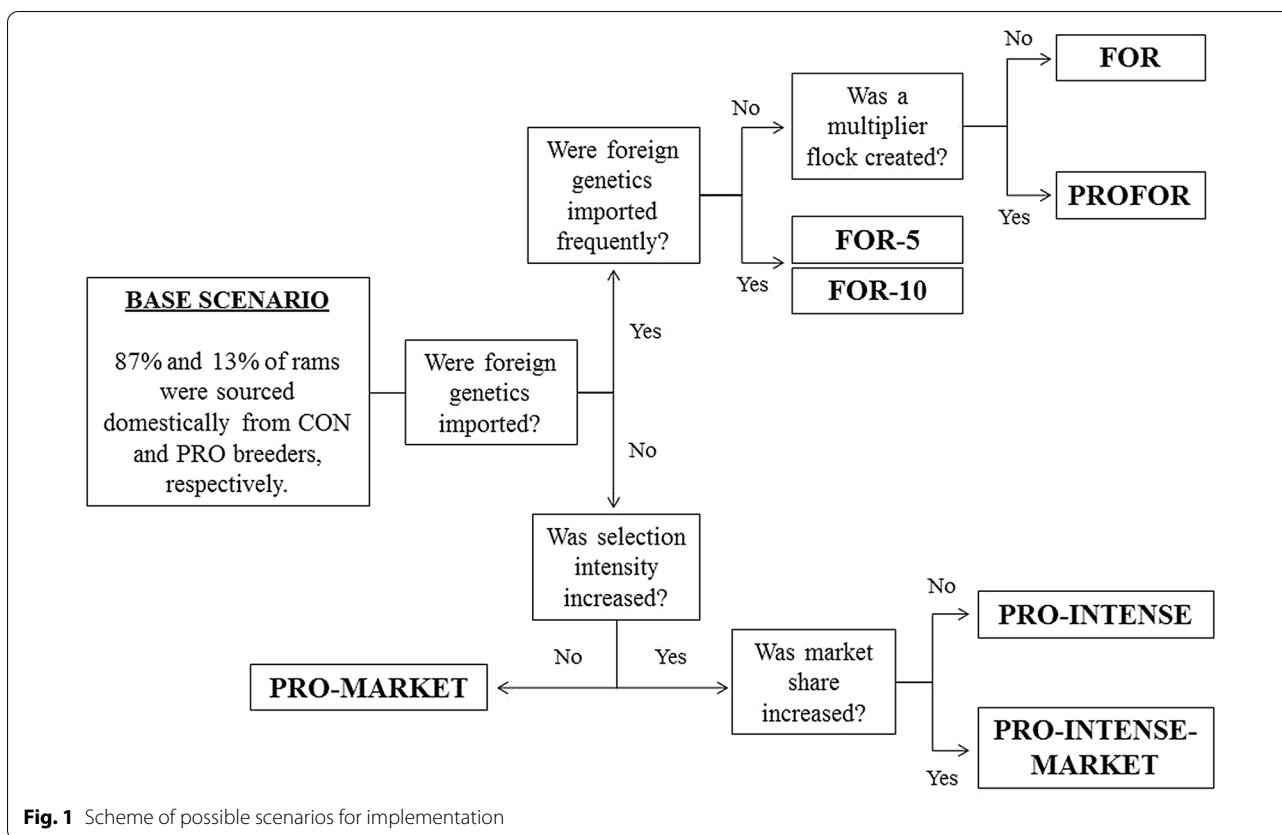 BASE SCENARIO
87% and 13% of rams
were sourced
domestically from CON
and PRO breeders,
respectively.
Were foreign
genetics
imported?
Yes
No
Were foreign
genetics
imported
frequently?
No
Yes
Was a
multiplier
flock created?
No
Yes
FOR
PROFOR
FOR-5
FOR-10
Was selection
intensity
increased?
No
Yes
PRO-MARKET
Was market
share
increased?
No
Yes
PRO-INTENSE
PRO-INTENSE-
MARKET
Fig. 1 Scheme of possible scenarios for implementation